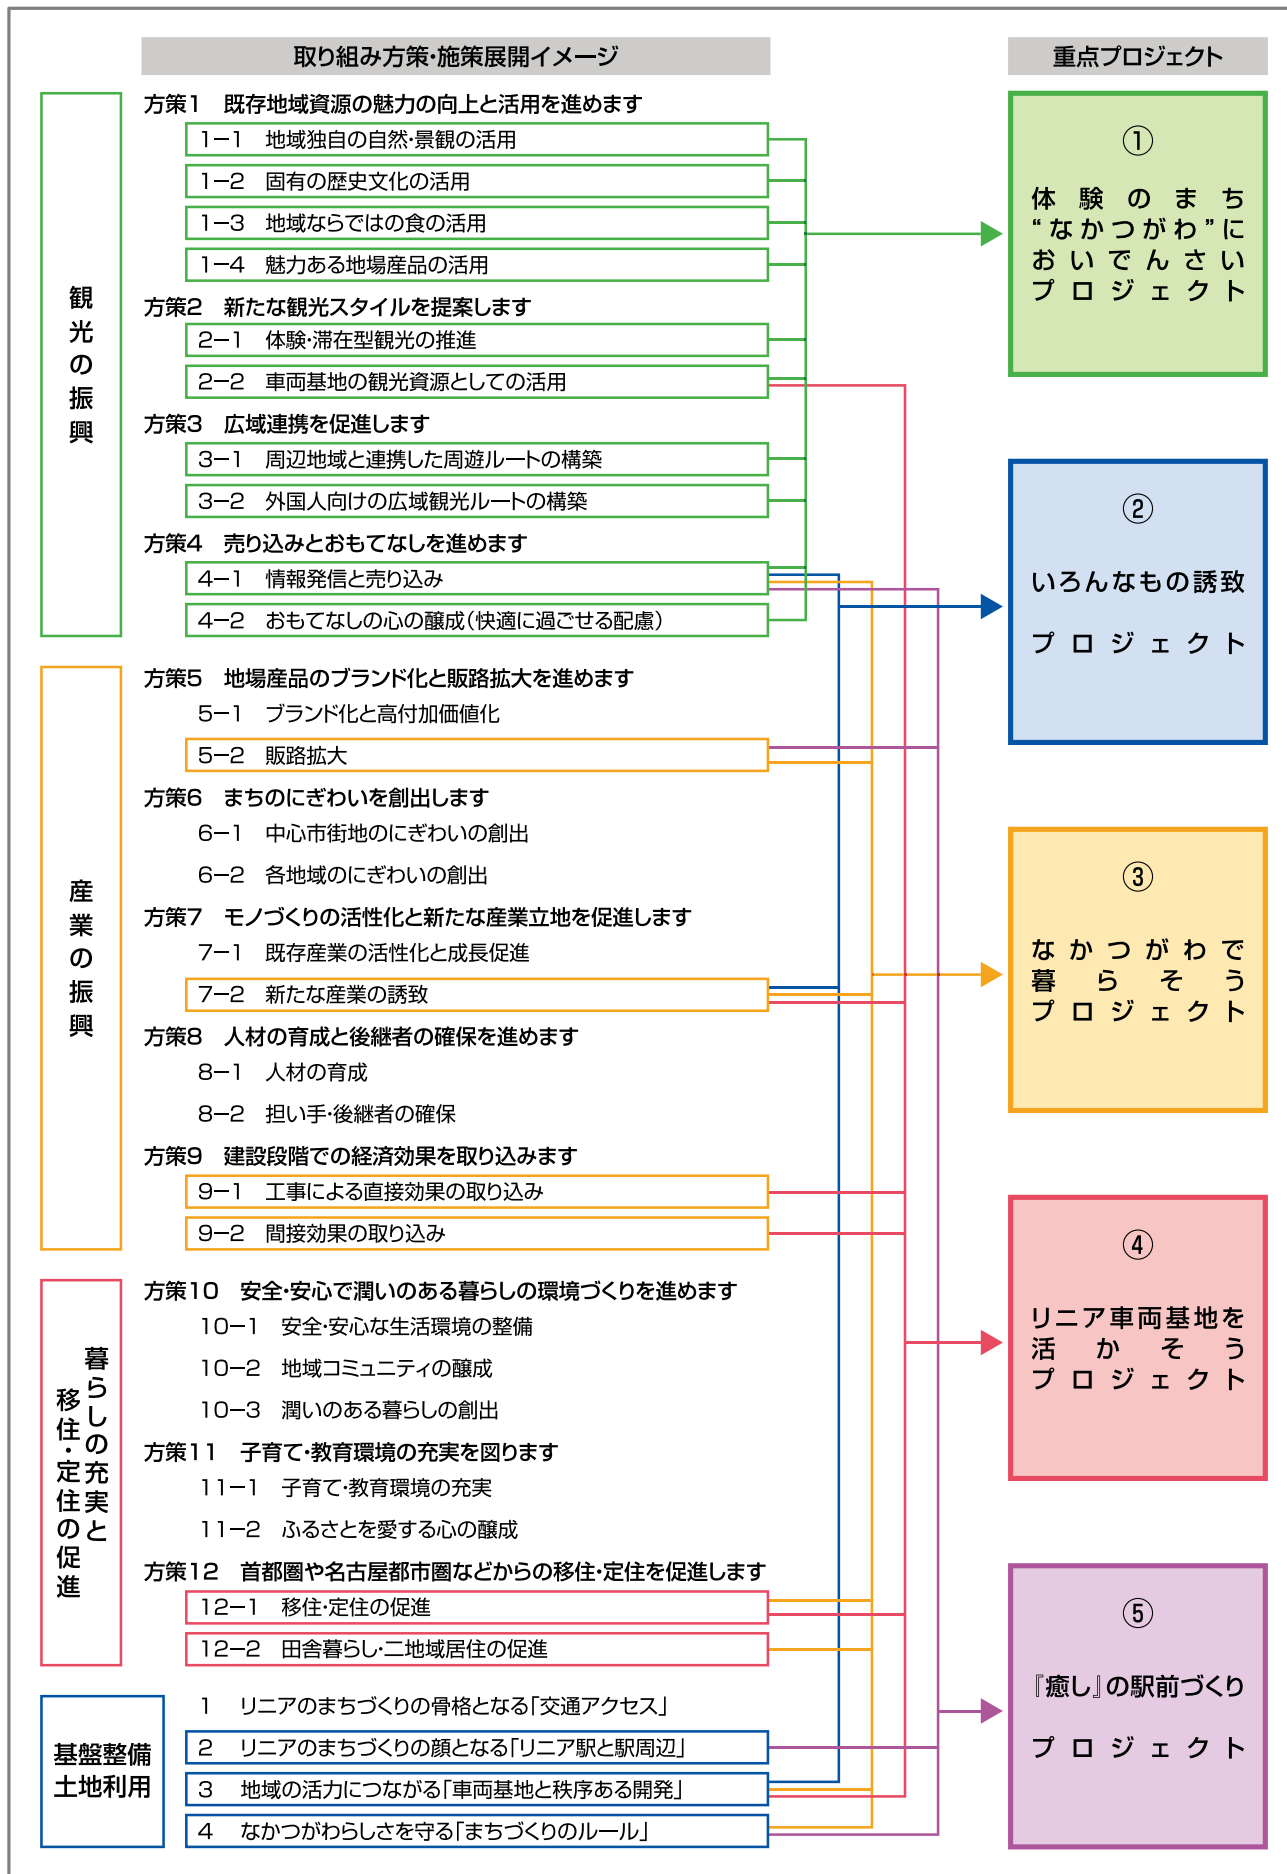 取り組み方策・施策展開イメージ
重点プロジェクト
観光の振興
方策1　既存地域資源の魅力の向上と活用を進めます
1−1　地域独自の自然・景観の活用
1−2　固有の歴史文化の活用
1−3　地域ならではの食の活用
1−4　魅力ある地場産品の活用
方策2　新たな観光スタイルを提案します
2−1　体験・滞在型観光の推進
2−2　車両基地の観光資源としての活用
方策3　広域連携を促進します
3−1　周辺地域と連携した周遊ルートの構築
3−2　外国人向けの広域観光ルートの構築
方策4　売り込みとおもてなしを進めます
4−1　情報発信と売り込み
4−2　おもてなしの心の醸成（快適に過ごせる配慮）
産業の振興
方策5　地場産品のブランド化と販路拡大を進めます
5−1　ブランド化と高付加価値化
5−2　販路拡大
方策6　まちのにぎわいを創出します
6−1　中心市街地のにぎわいの創出
6−2　各地域のにぎわいの創出
方策7　モノづくりの活性化と新たな産業立地を促進します
7−1　既存産業の活性化と成長促進
7−2　新たな産業の誘致
方策8　人材の育成と後継者の確保を進めます
8−1　人材の育成
8−2　担い手・後継者の確保
方策9　建設段階での経済効果を取り込みます
9−1　工事による直接効果の取り込み
9−2　間接効果の取り込み
暮らしの充実と
移住・定住の促進
方策10　安全・安心で潤いのある暮らしの環境づくりを進めます
10−1　安全・安心な生活環境の整備
10−2　地域コミュニティの醸成
10−3　潤いのある暮らしの創出
方策11　子育て・教育環境の充実を図ります
11−1　子育て・教育環境の充実
11−2　ふるさとを愛する心の醸成
方策12　首都圏や名古屋都市圏などからの移住・定住を促進します
12−1　移住・定住の促進
12−2　田舎暮らし・二地域居住の促進
基盤整備
土地利用
1　リニアのまちづくりの骨格となる「交通アクセス」
2　リニアのまちづくりの顔となる「リニア駅と駅周辺」
3　地域の活力につながる「車両基地と秩序ある開発」
4　なかつがわらしさを守る「まちづくりのルール」
①
体験のまち
“なかつがわ”に
おいでんさい
プロジェクト
②
いろんなもの誘致
プロジェクト
③
なかつがわで
暮らそう
プロジェクト
④
リニア車両基地を
活かそう
プロジェクト
⑤
『癒し』の駅前づくり
プロジェクト